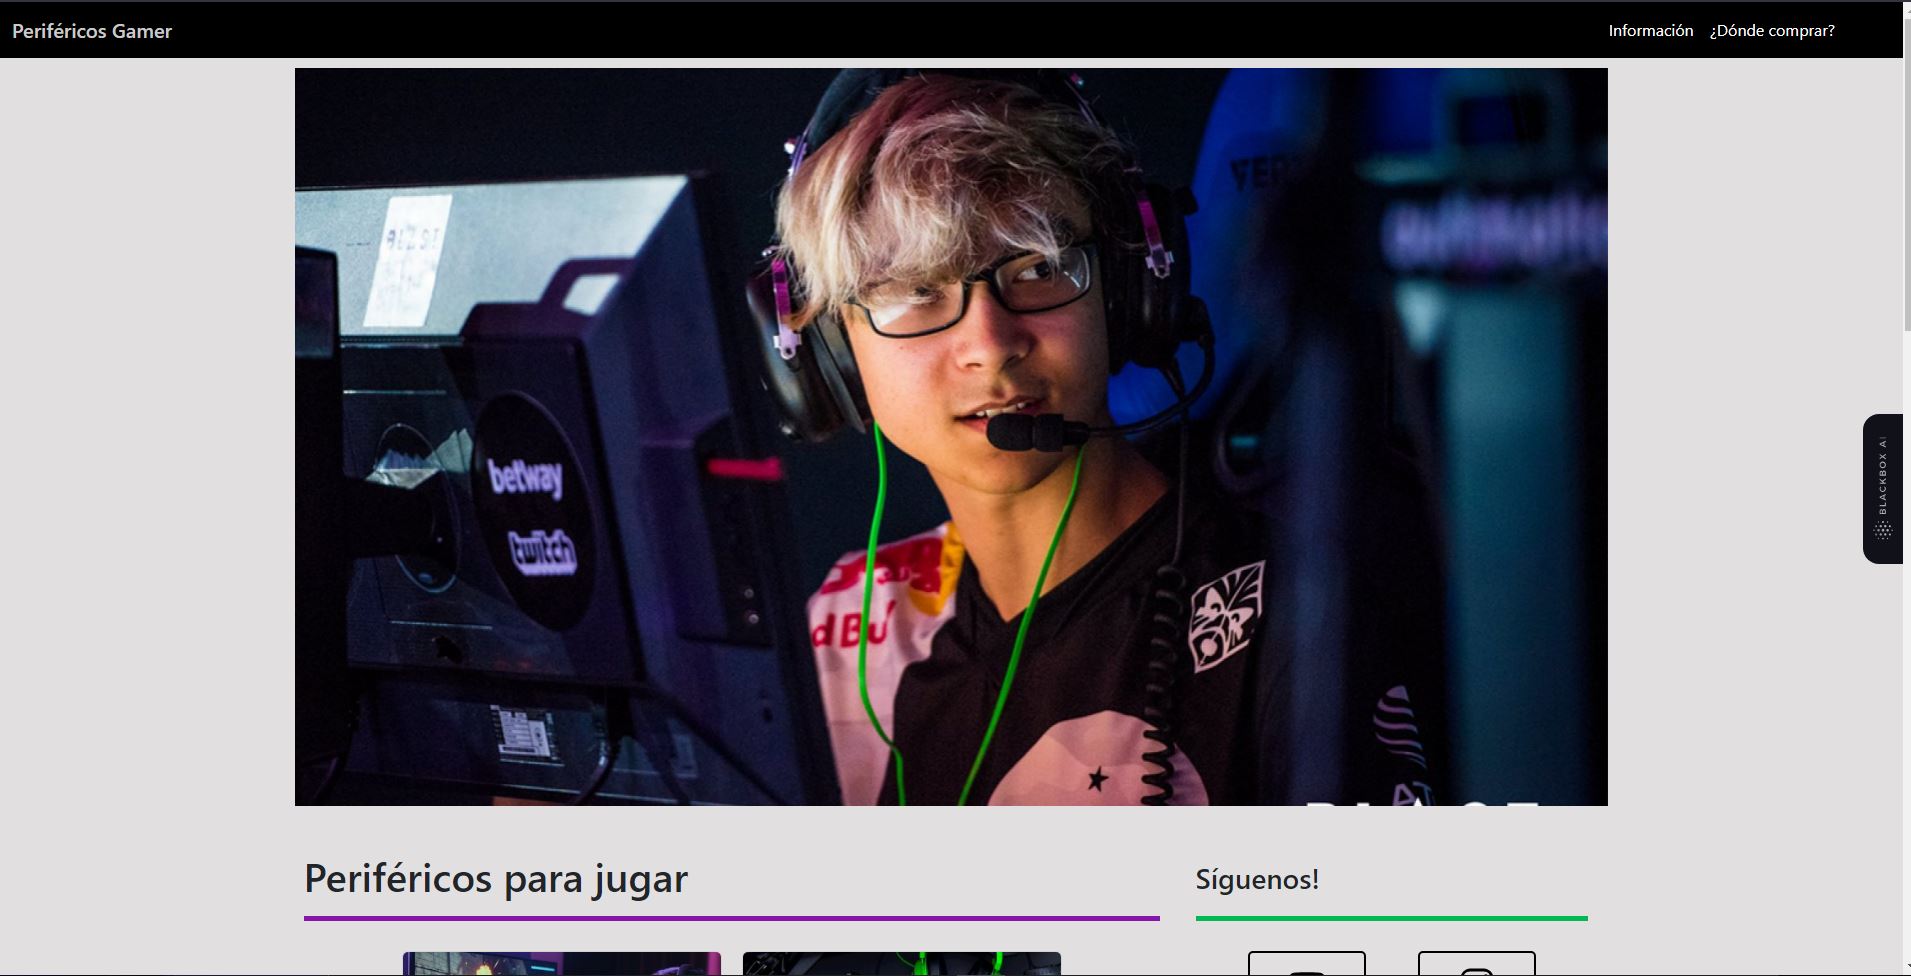 Periféricos Gamer
Información
¿Dónde comprar?
betway
twitch
BLACKBOX AI
Periféricos para jugar
Síguenos!